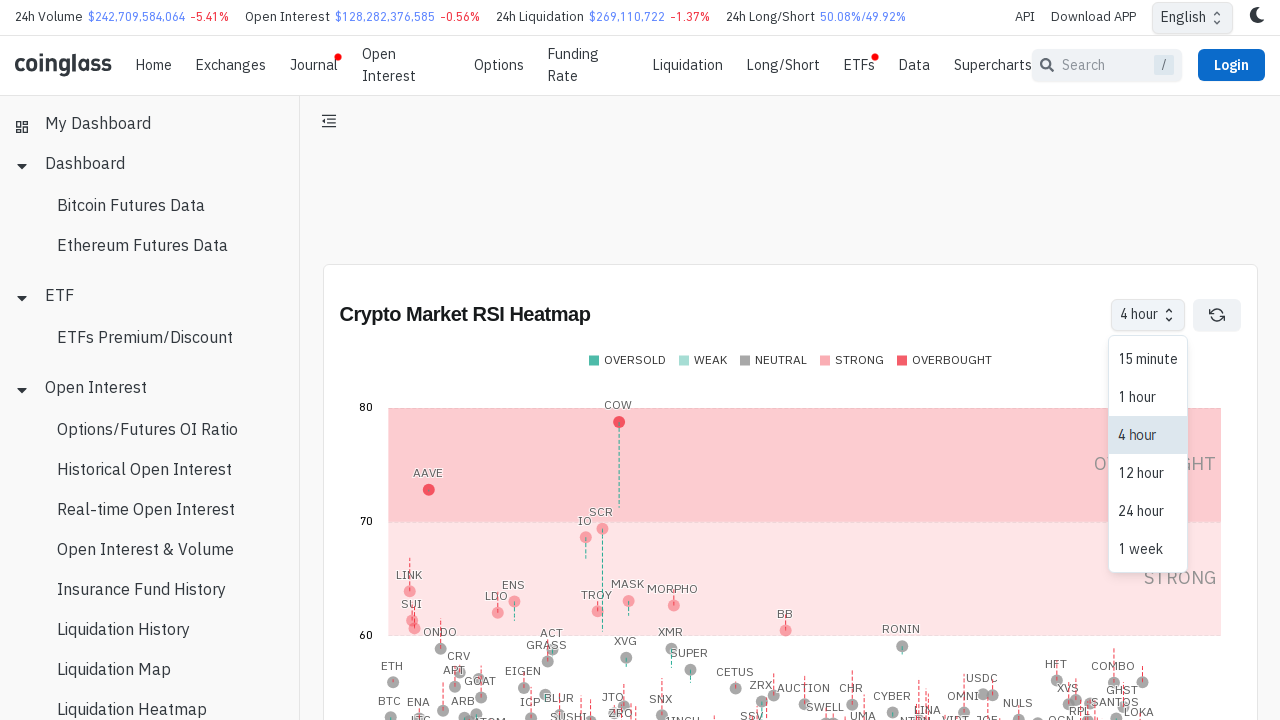 24h Volume $242,709,584,064 -5.41% Open Interest $128,282,376,585 -0.56% 24h Liquidation $269,110,722 -1.37% 24h Long/Short 50.08%/49.92% API Download APP English
coinglass Home Exchanges Journal Open Interest Options Funding Rate Liquidation Long/Short ETFs Data Supercharts Search / Login
My Dashboard
Dashboard
Bitcoin Futures Data
Ethereum Futures Data
ETF
ETFs Premium/Discount
Open Interest
Options/Futures OI Ratio
Historical Open Interest
Real-time Open Interest
Open Interest & Volume
Insurance Fund History
Liquidation History
Liquidation Map
Liquidation Heatmap
Crypto Market RSI Heatmap 4 hour
15 minute
1 hour
4 hour
12 hour
24 hour
1 week
OVERSOLD WEAK NEUTRAL STRONG OVERBOUGHT
80
COW
AAVE
70
SCR
IO
STRONG
LINK
ENS
MASK
MORPHO
LDO
TROY
SUI
BB
60
ONDO
ACT
XMR
RONIN
XVG
GRASS
SUPER
CRV
ETH
HFT
COMBO
EIGEN
CETUS
USDC
GOAT
ZRX
AUCTION
CHR
XVS
GHST
BTC
ENA
ARB
ICP
BLUR
JTO
SNX
CYBER
OMNI
NULS
SANTOS
SWELL
LOKA
SUSHI
ZRO
UMA
LINA
RPL